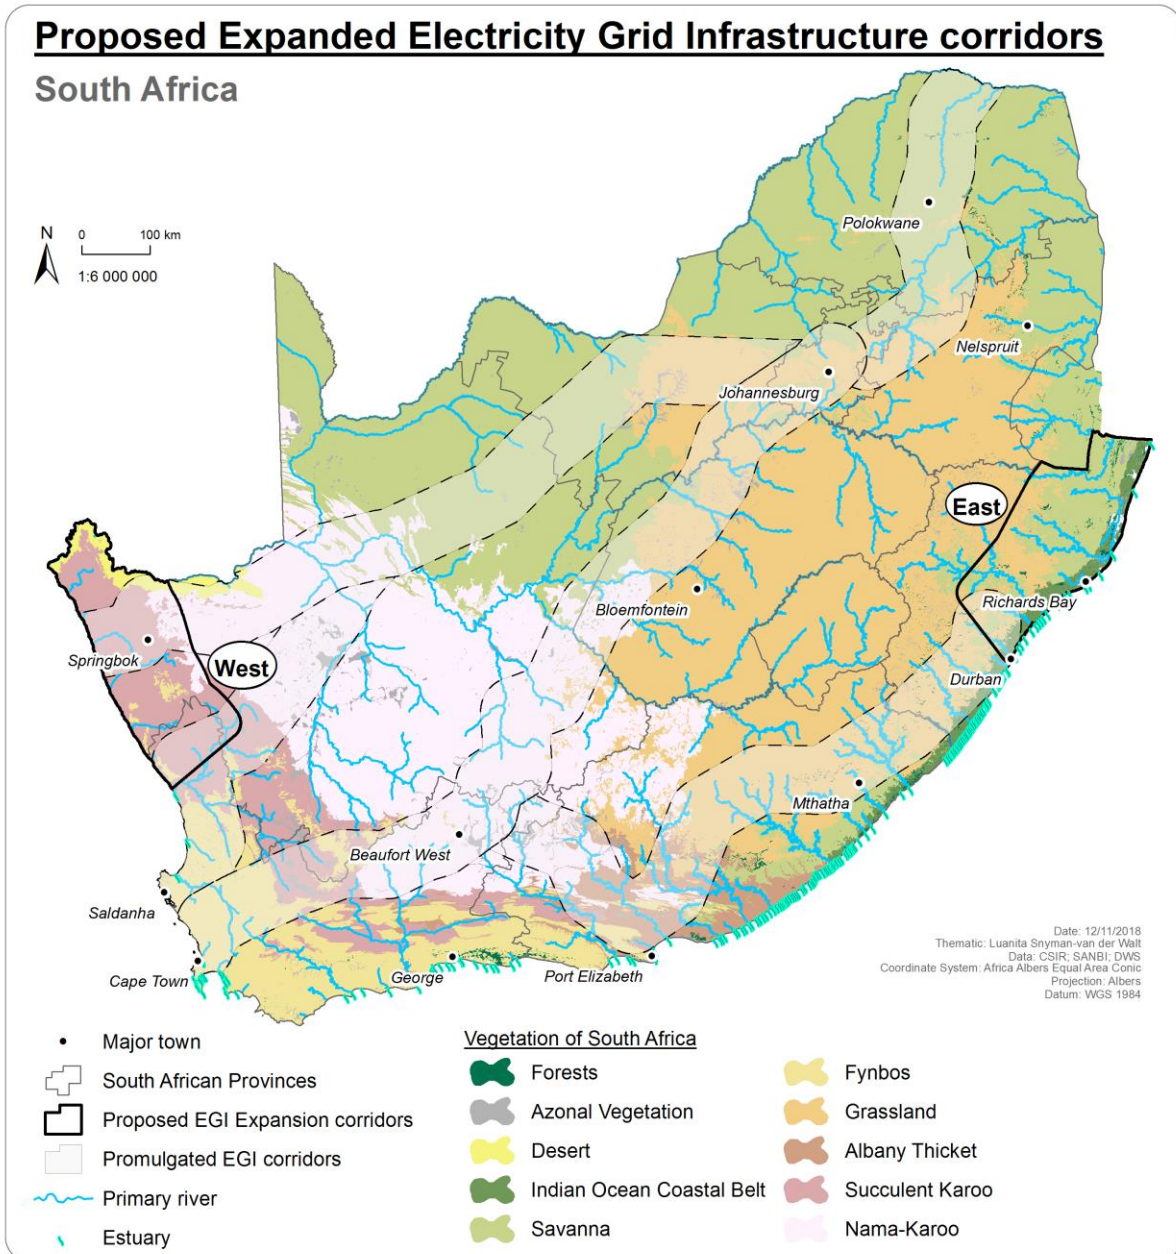 Proposed Expanded Electricity Grid Infrastructure corridors
South Africa
N
0 100 km
1:6 000 000
Polokwane
Nelspruit
Johannesburg
East
Bloemfontein
Richards Bay
Springbok
West
Durban
Mthatha
Beaufort West
Saldanha
Cape Town
George
Port Elizabeth
Date: 12/11/2018
Thematic: Luanita Snyman-van der Walt
Data: CSIR; SANBI; DWS
Coordinate System: Africa Albers Equal Area Conic
Projection: Albers
Datum: WGS 1984
Major town
South African Provinces
Proposed EGI Expansion corridors
Promulgated EGI corridors
Primary river
Estuary
Vegetation of South Africa
Forests
Azonal Vegetation
Desert
Indian Ocean Coastal Belt
Savanna
Fynbos
Grassland
Albany Thicket
Succulent Karoo
Nama-Karoo